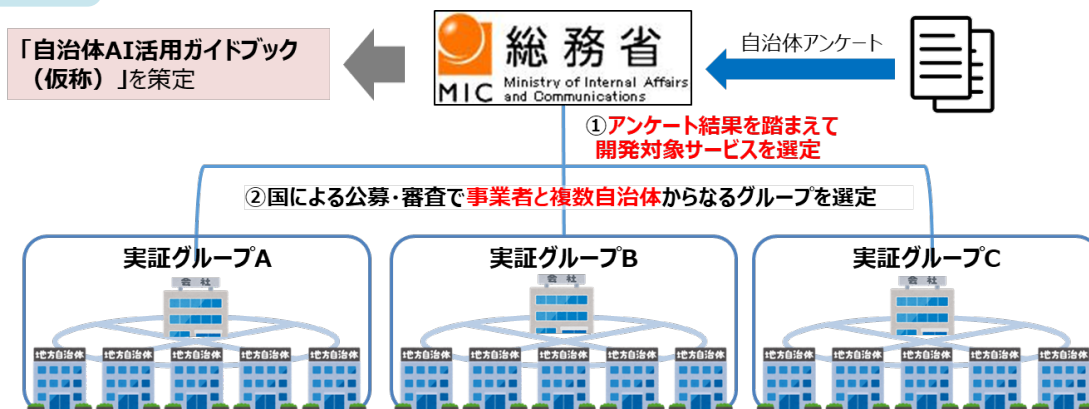 「自治体AI活用ガイドブック
（仮称）」を策定
総務省
MIC
Ministry of Internal Affairs
and Communications
自治体アンケート
①アンケート結果を踏まえて
開発対象サービスを選定
②国による公募・審査で事業者と複数自治体からなるグループを選定
実証グループA
実証グループB
実証グループC
会 社
会 社
会 社
地方自治体 地方自治体 地方自治体 地方自治体 地方自治体
地方自治体 地方自治体 地方自治体 地方自治体 地方自治体
地方自治体 地方自治体 地方自治体 地方自治体 地方自治体